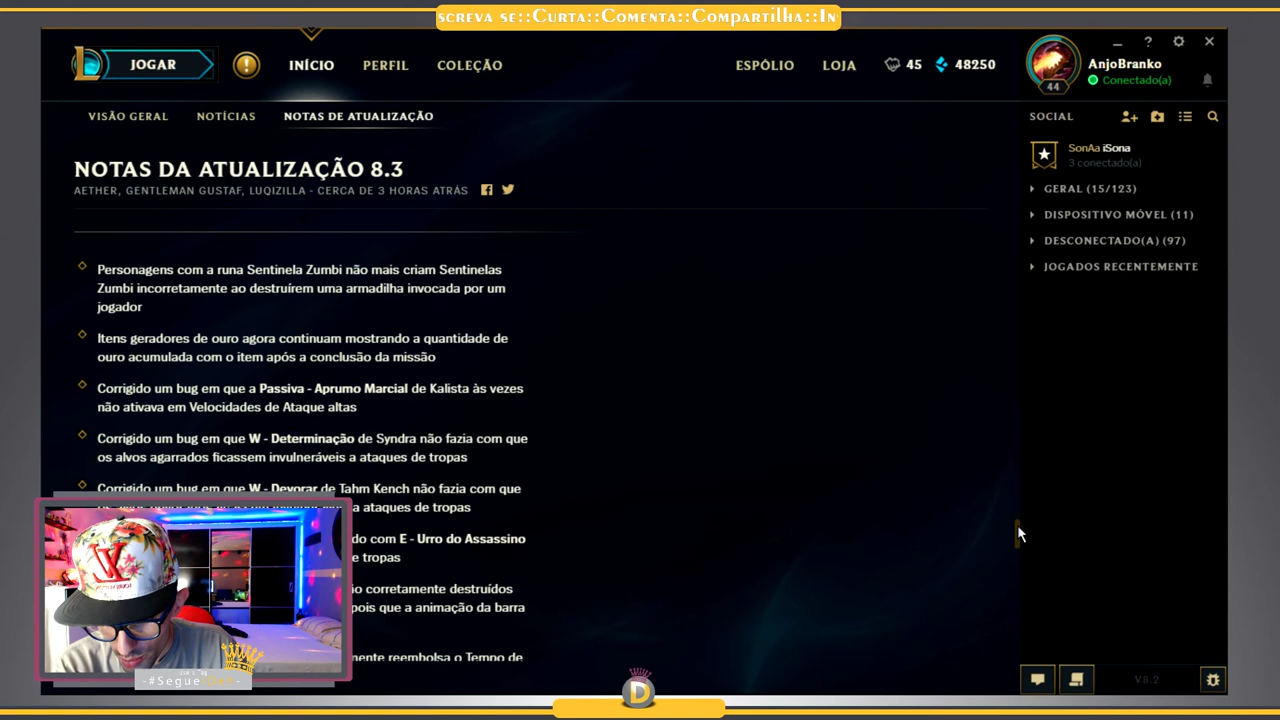 SCREVA SE::CURTA::COMENTA::COMPARTILHA::IN
JOGAR
INÍCIO
PERFIL
COLEÇÃO
ESPÓLIO
LOJA
45
48250
AnjoBranko
Conectado(a)
44
VISÃO GERAL
NOTÍCIAS
NOTAS DE ATUALIZAÇÃO
SOCIAL
NOTAS DA ATUALIZAÇÃO 8.3
AETHER, GENTLEMAN GUSTAF, LUQIZILLA - CERCA DE 3 HORAS ATRÁS
SonAa iSona
3 conectado(a)
GERAL (15/123)
DISPOSITIVO MÓVEL (11)
DESCONECTADO(A) (97)
JOGADOS RECENTEMENTE
Personagens com a runa Sentinela Zumbi não mais criam Sentinelas
Zumbi incorretamente ao destruírem uma armadilha invocada por um
jogador
Itens geradores de ouro agora continuam mostrando a quantidade de
ouro acumulada com o item após a conclusão da missão
Corrigido um bug em que a Passiva - Aprumo Marcial de Kalista às vezes
não ativava em Velocidades de Ataque altas
Corrigido um bug em que W - Determinação de Syndra não fazia com que
os alvos agarrados ficassem invulneráveis a ataques de tropas
Corrigido um bug em que W - Devorar de Tahm Kench não fazia com que
a ataques de tropas
do com E - Urro do Assassino
e tropas
ão corretamente destruídos
pois que a animação da barra
mente reembolsa o Tempo de
-#Segue
D
V8.2